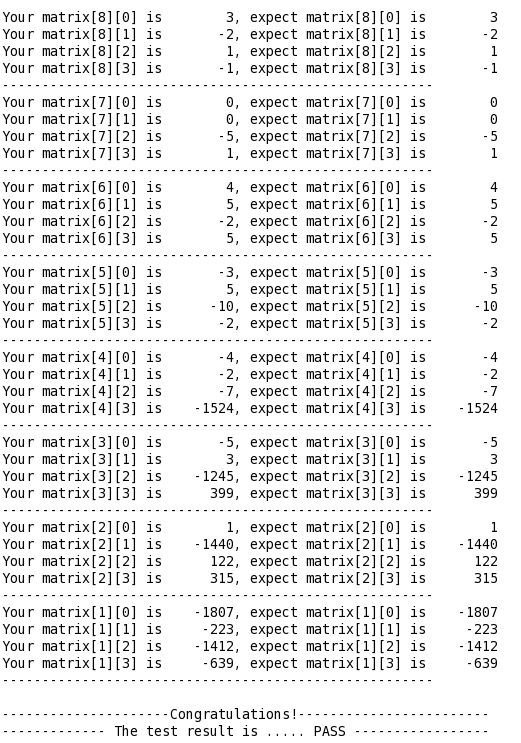 Your matrix[8][0] is        3, expect matrix[8][0] is        3
Your matrix[8][1] is       -2, expect matrix[8][1] is       -2
Your matrix[8][2] is        1, expect matrix[8][2] is        1
Your matrix[8][3] is       -1, expect matrix[8][3] is       -1
------------------------------------------------------
Your matrix[7][0] is        0, expect matrix[7][0] is        0
Your matrix[7][1] is        0, expect matrix[7][1] is        0
Your matrix[7][2] is       -5, expect matrix[7][2] is       -5
Your matrix[7][3] is        1, expect matrix[7][3] is        1
------------------------------------------------------
Your matrix[6][0] is        4, expect matrix[6][0] is        4
Your matrix[6][1] is        5, expect matrix[6][1] is        5
Your matrix[6][2] is       -2, expect matrix[6][2] is       -2
Your matrix[6][3] is        5, expect matrix[6][3] is        5
------------------------------------------------------
Your matrix[5][0] is       -3, expect matrix[5][0] is       -3
Your matrix[5][1] is        5, expect matrix[5][1] is        5
Your matrix[5][2] is      -10, expect matrix[5][2] is      -10
Your matrix[5][3] is       -2, expect matrix[5][3] is       -2
------------------------------------------------------
Your matrix[4][0] is       -4, expect matrix[4][0] is       -4
Your matrix[4][1] is       -2, expect matrix[4][1] is       -2
Your matrix[4][2] is       -7, expect matrix[4][2] is       -7
Your matrix[4][3] is    -1524, expect matrix[4][3] is    -1524
------------------------------------------------------
Your matrix[3][0] is       -5, expect matrix[3][0] is       -5
Your matrix[3][1] is        3, expect matrix[3][1] is        3
Your matrix[3][2] is    -1245, expect matrix[3][2] is    -1245
Your matrix[3][3] is      399, expect matrix[3][3] is      399
------------------------------------------------------
Your matrix[2][0] is        1, expect matrix[2][0] is        1
Your matrix[2][1] is    -1440, expect matrix[2][1] is    -1440
Your matrix[2][2] is      122, expect matrix[2][2] is      122
Your matrix[2][3] is      315, expect matrix[2][3] is      315
------------------------------------------------------
Your matrix[1][0] is    -1807, expect matrix[1][0] is    -1807
Your matrix[1][1] is     -223, expect matrix[1][1] is     -223
Your matrix[1][2] is    -1412, expect matrix[1][2] is    -1412
Your matrix[1][3] is     -639, expect matrix[1][3] is     -639
------------------------------------------------------
---------------------Congratulations!------------------------
------------- The test result is ..... PASS -----------------